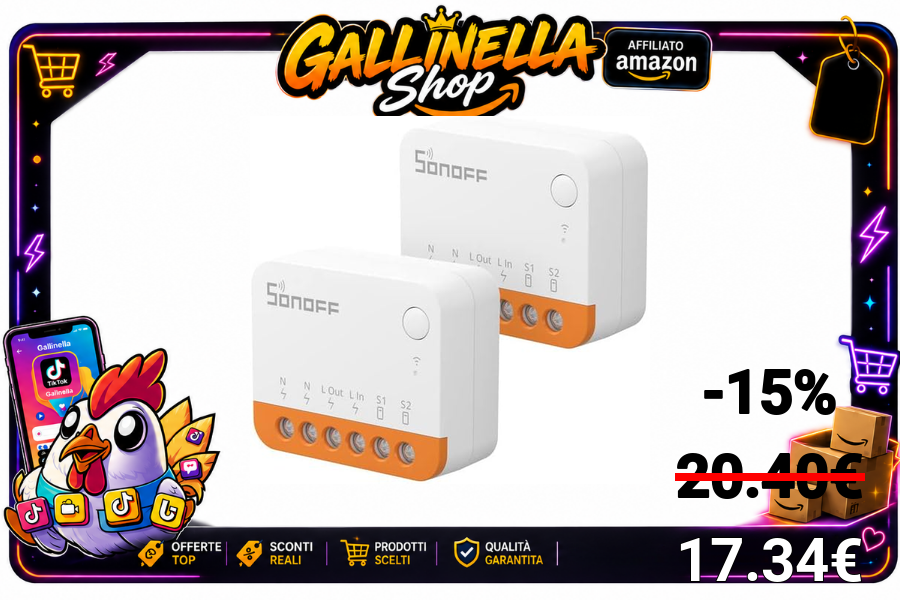 GALLINELLA
Shop
AFFILIATO
amazon
SONOFF
N N L Out L In S1 S2
SONOFF
N N L Out L In S1 S2
Gallinella
TikTok
Gallinella
-15%
20.40€
17.34€
OFFERTE
TOP
SCONTI
REALI
PRODOTTI
SCELTI
QUALITÀ
GARANTITA